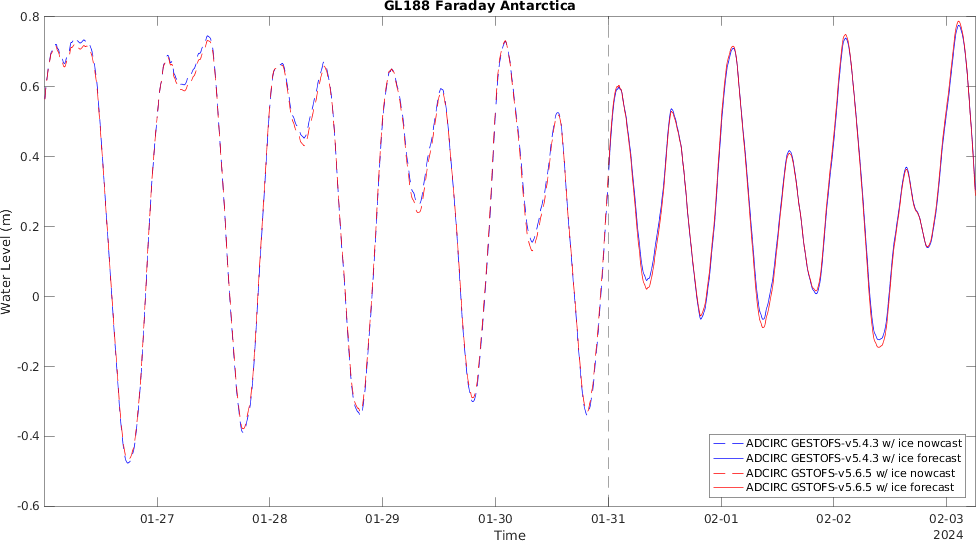 GL188 Faraday Antarctica
Water Level (m)
0.8
0.6
0.4
0.2
0
-0.2
-0.4
-0.6
ADCIRC GESTOFS-v5.4.3 w/ ice nowcast
ADCIRC GESTOFS-v5.4.3 w/ ice forecast
ADCIRC GSTOFS-v5.6.5 w/ ice nowcast
ADCIRC GSTOFS-v5.6.5 w/ ice forecast
01-27 01-28 01-29 01-30 01-31 02-01 02-02 02-03
Time 2024